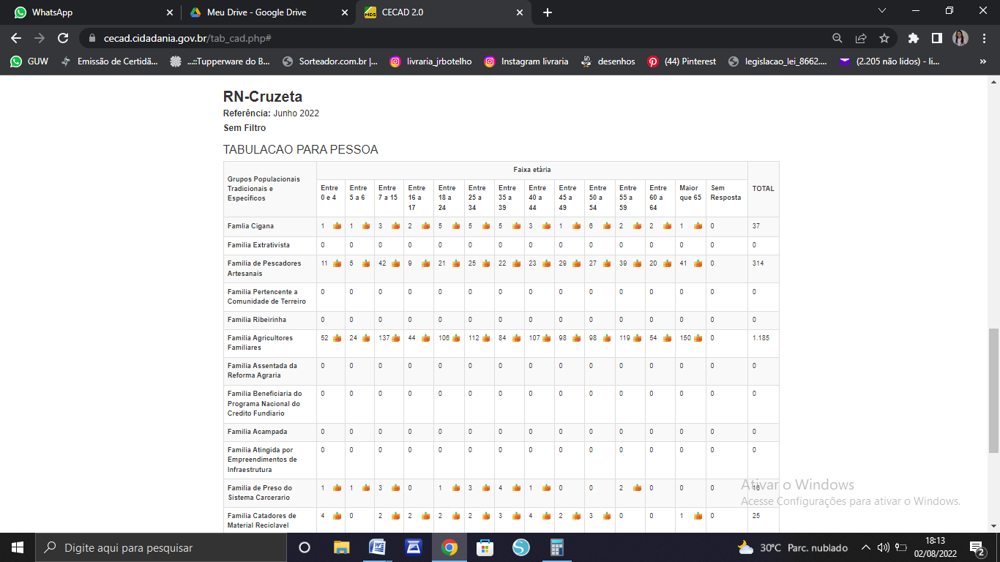 WhatsApp
Meu Drive - Google Drive
CECAD 2.0
cecad.cidadania.gov.br/tab_cad.php#
GUW
Emissão de Certidã...
...::Tupperware do B...
Sorteador.com.br |...
livraria_jrbotelho
Instagram livraria
desenhos
(44) Pinterest
legislacao_lei_8662....
(2.205 não lidos) - li...
»
RN-Cruzeta
Referência: Junho 2022
Sem Filtro
TABULACAO PARA PESSOA
Grupos Populacionais
Tradicionais e
Especificos
Faixa etária
Entre 0 e 4
Entre 5 a 6
Entre 7 a 15
Entre 16 a 17
Entre 18 a 24
Entre 25 a 34
Entre 35 a 39
Entre 40 a 44
Entre 45 a 49
Entre 50 a 54
Entre 55 a 59
Entre 60 a 64
Maior que 65
Sem Resposta
TOTAL
Famlia Cigana 1 1 3 2 5 5 5 3 1 6 2 2 1 0 37
Familia Extrativista 0 0 0 0 0 0 0 0 0 0 0 0 0 0 0
Familia de Pescadores 11 5 42 9 21 25 22 23 29 27 39 20 41 0 314
Artesanais
Familia Pertencente a 0 0 0 0 0 0 0 0 0 0 0 0 0 0 0
Comunidade de Terreiro
Familia Ribeirinha 0 0 0 0 0 0 0 0 0 0 0 0 0 0 0
Familia Agricultores 52 24 137 44 106 112 84 107 98 98 119 54 150 0 1.185
Familiares
Familia Assentada da 0 0 0 0 0 0 0 0 0 0 0 0 0 0 0
Reforma Agraria
Familia Beneficiaria do 0 0 0 0 0 0 0 0 0 0 0 0 0 0 0
Programa Nacional do
Credito Fundiario
Familia Acampada 0 0 0 0 0 0 0 0 0 0 0 0 0 0 0
Familia Atingida por 0 0 0 0 0 0 0 0 0 0 0 0 0 0 0
Empreendimentos de
Infraestrutura
Familia de Preso do 1 1 3 0 1 3 4 1 0 0 2 0 0 0 16
Sistema Carcerario
Familia Catadores de 4 0 2 2 2 2 3 4 2 3 0 0 1 0 25
Material Reciclavel
Ativar o Windows
Acesse Configurações para ativar o Windows.
Digite aqui para pesquisar
30°C Parc. nublado
18:13
02/08/2022
2